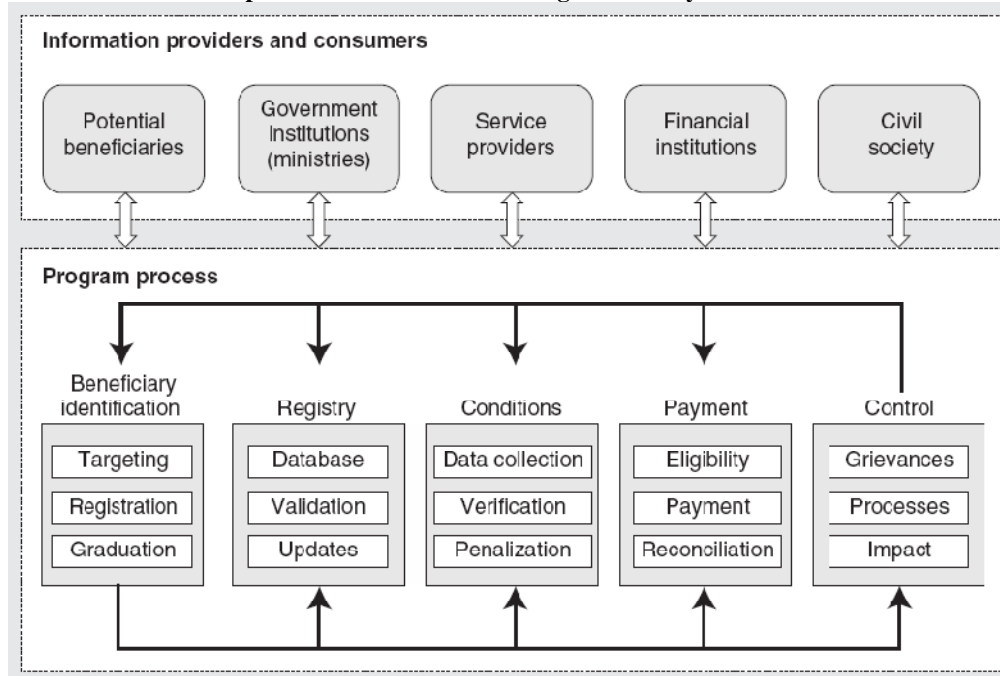 Information providers and consumers
Potential
beneficiaries
Government
institutions
(ministries)
Service
providers
Financial
institutions
Civil
society
Program process
Beneficiary
identification
Registry
Conditions
Payment
Control
Targeting
Registration
Graduation
Database
Validation
Updates
Data collection
Verification
Penalization
Eligibility
Payment
Reconciliation
Grievances
Processes
Impact